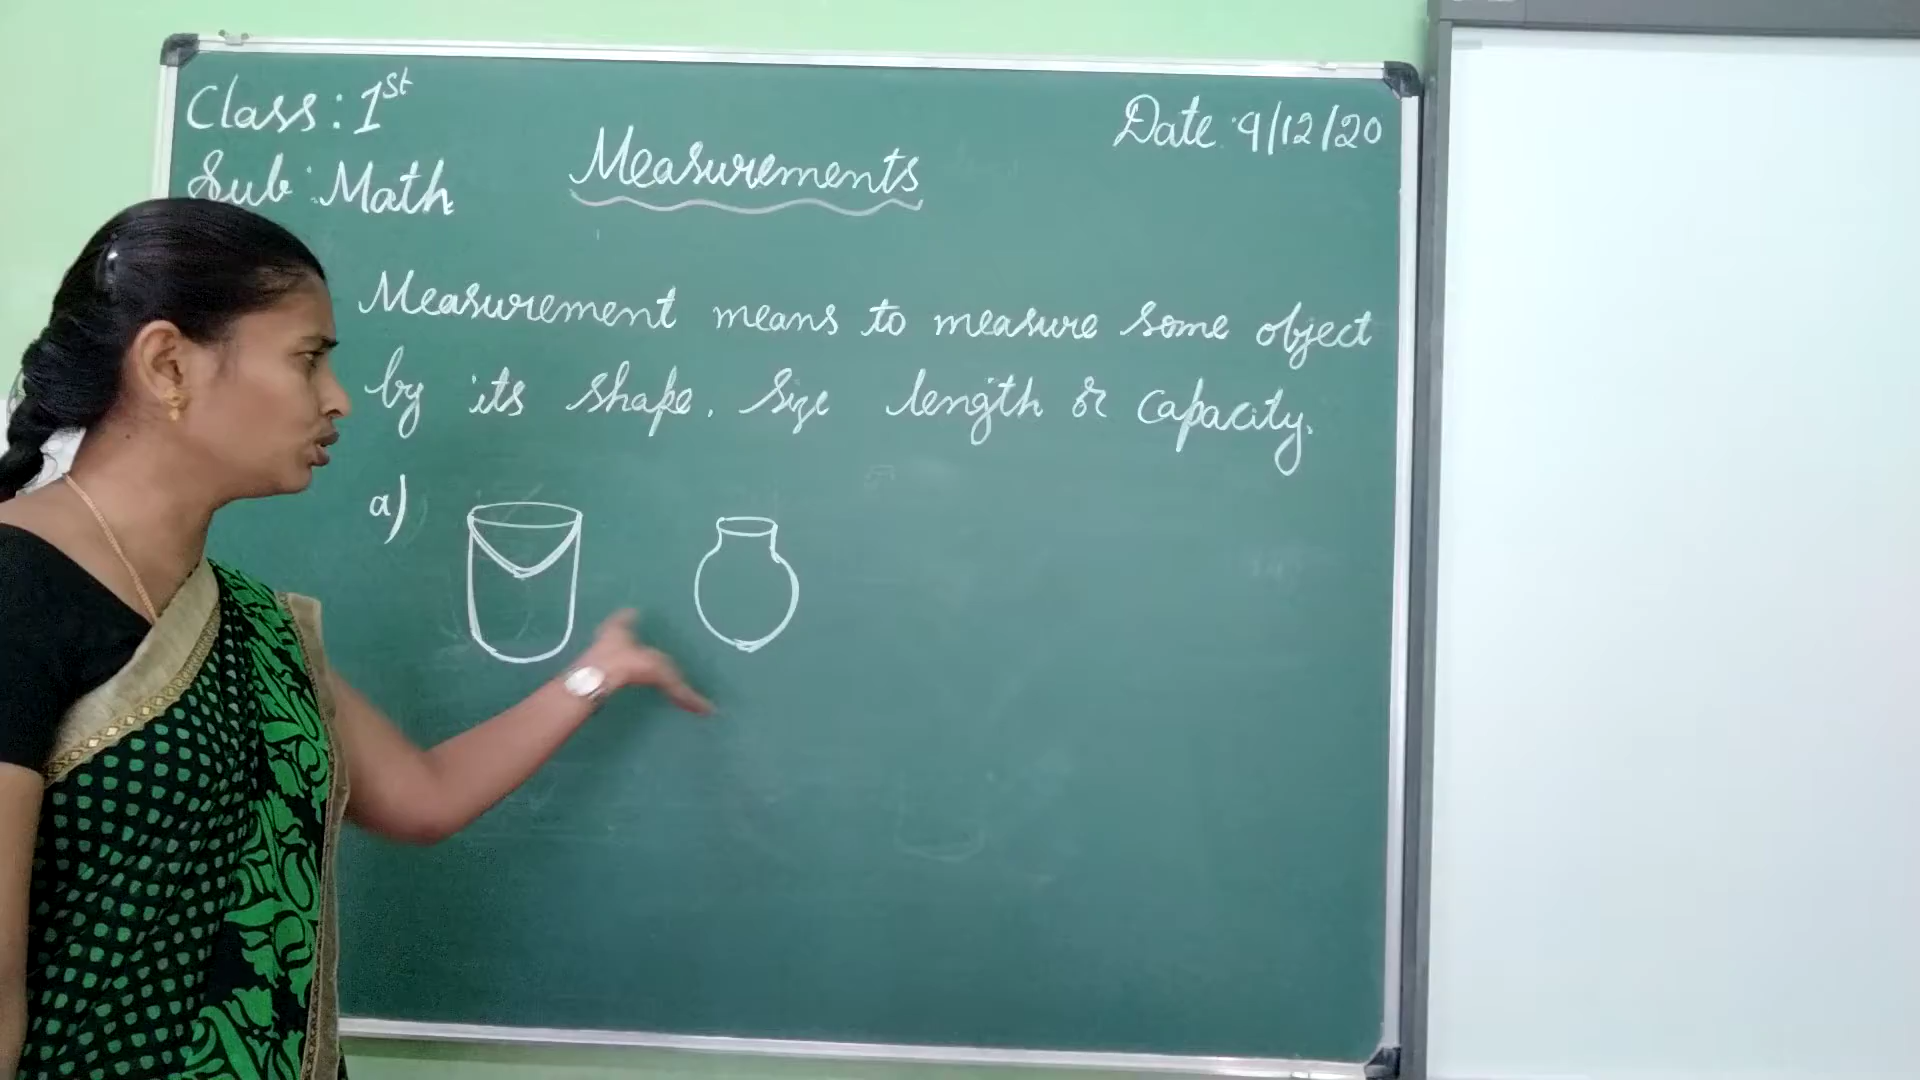 Class : 1st
Date : 9/12/20
Sub : Math
Measurements
Measurement means to measure some object
by its shape, size length or capacity.
a)